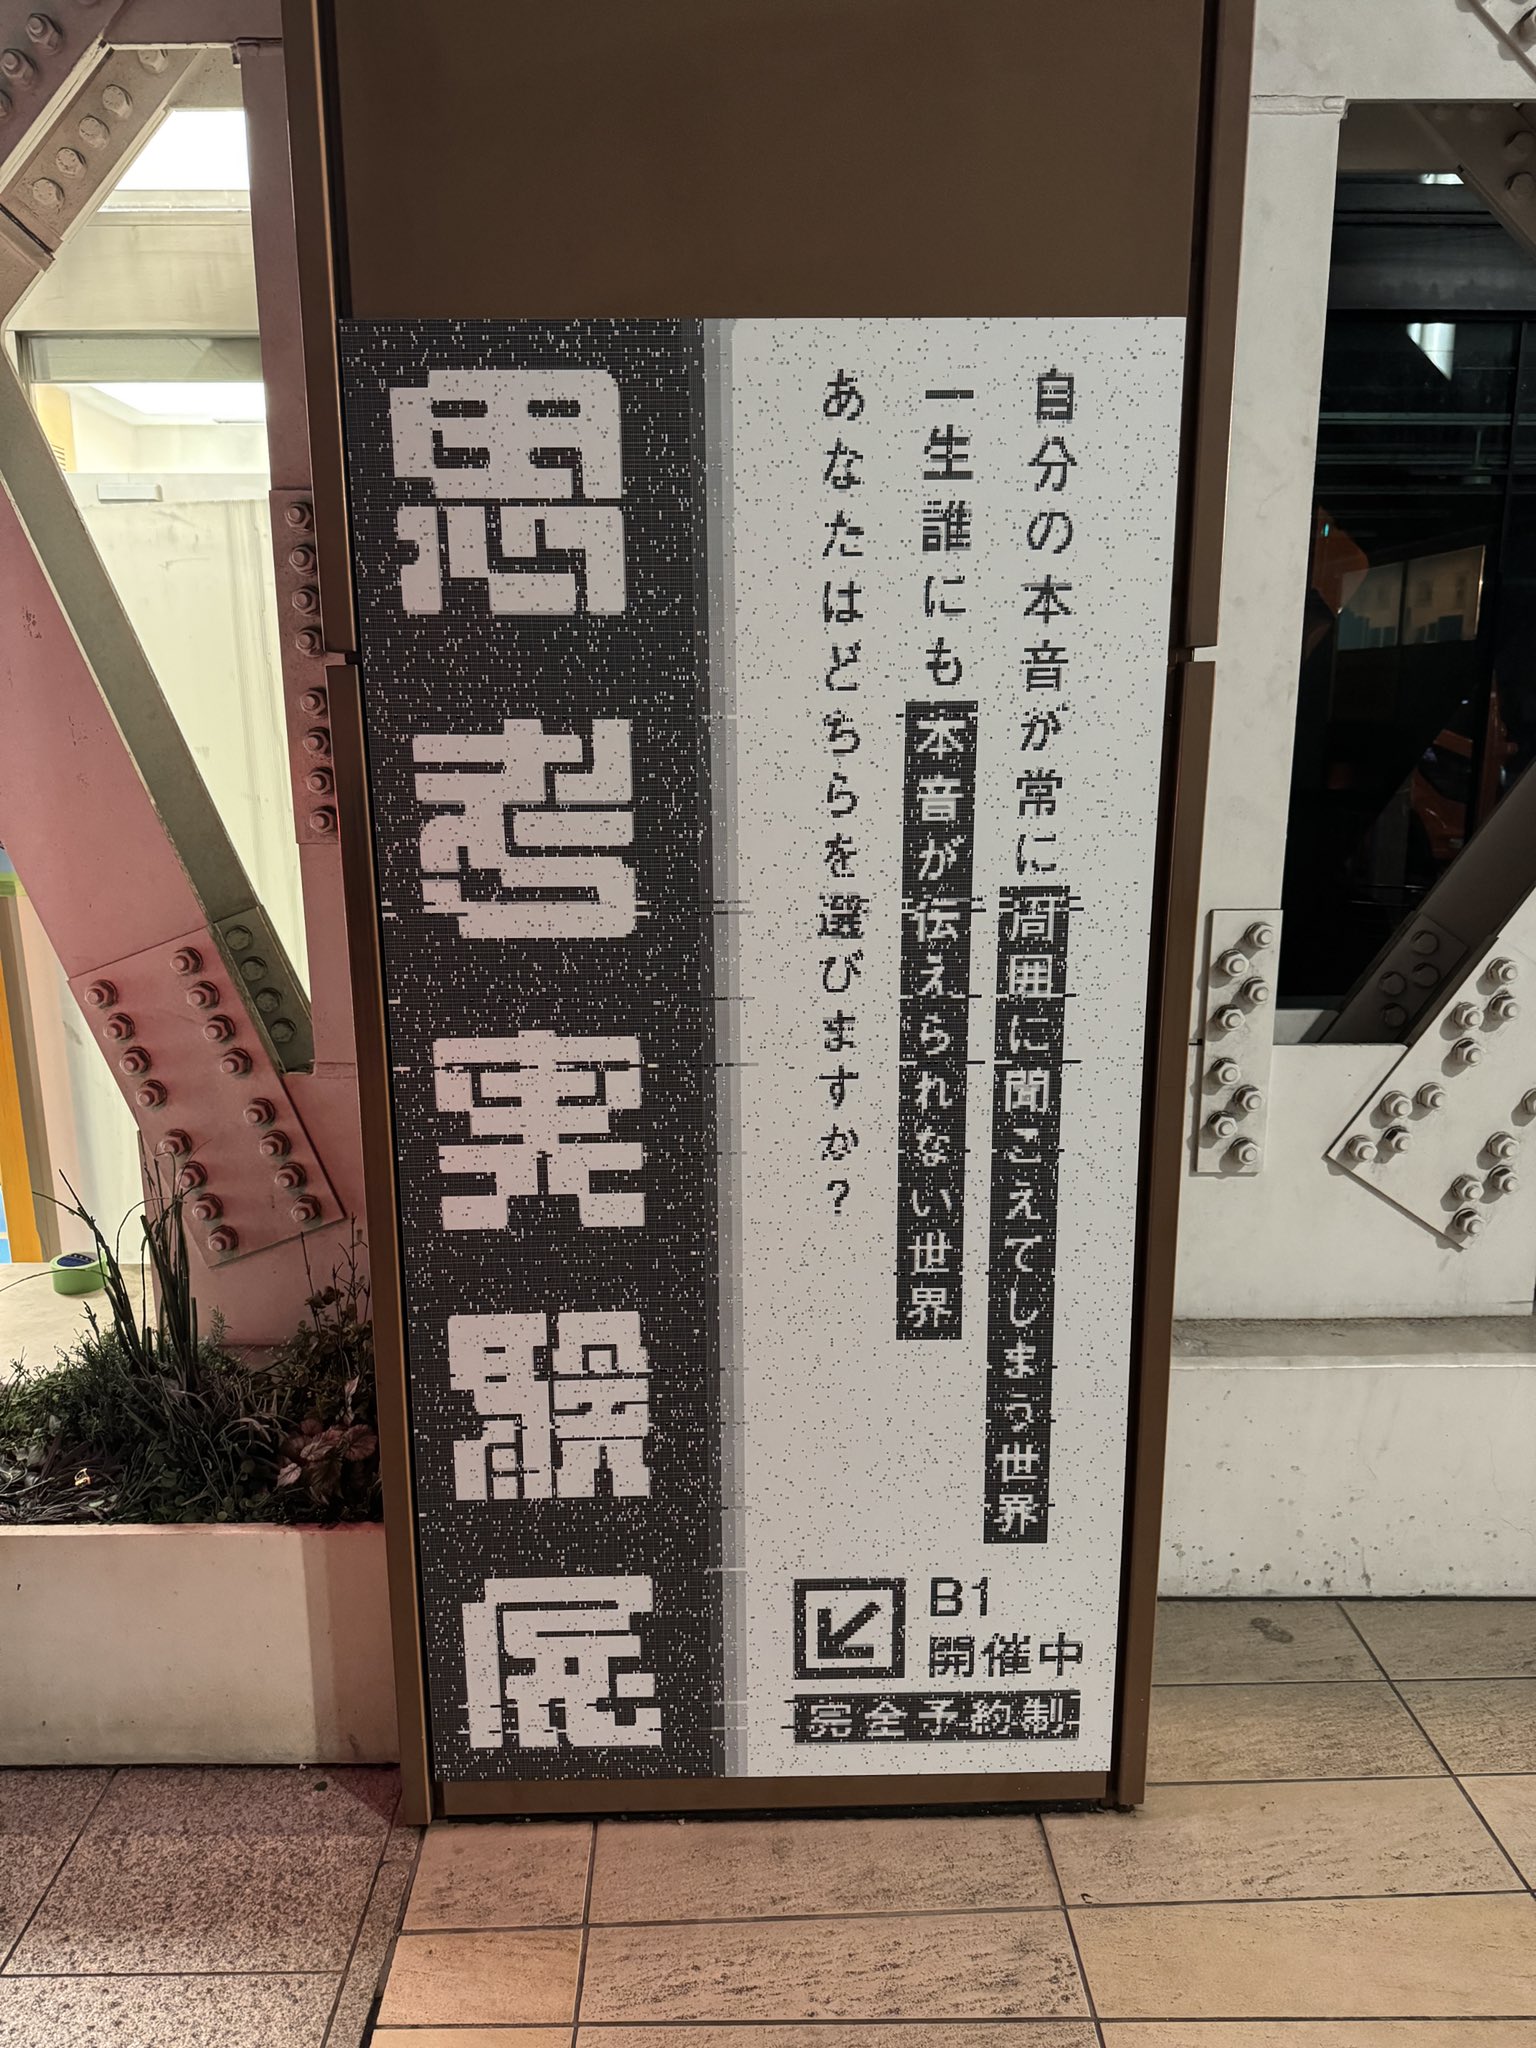 自分の本音が常に周囲に聞こえてしまう世界
一生誰にも本音が伝えられない世界
あなたはどちらを選びますか？
思考実験展
B1
開催中
完全予約制